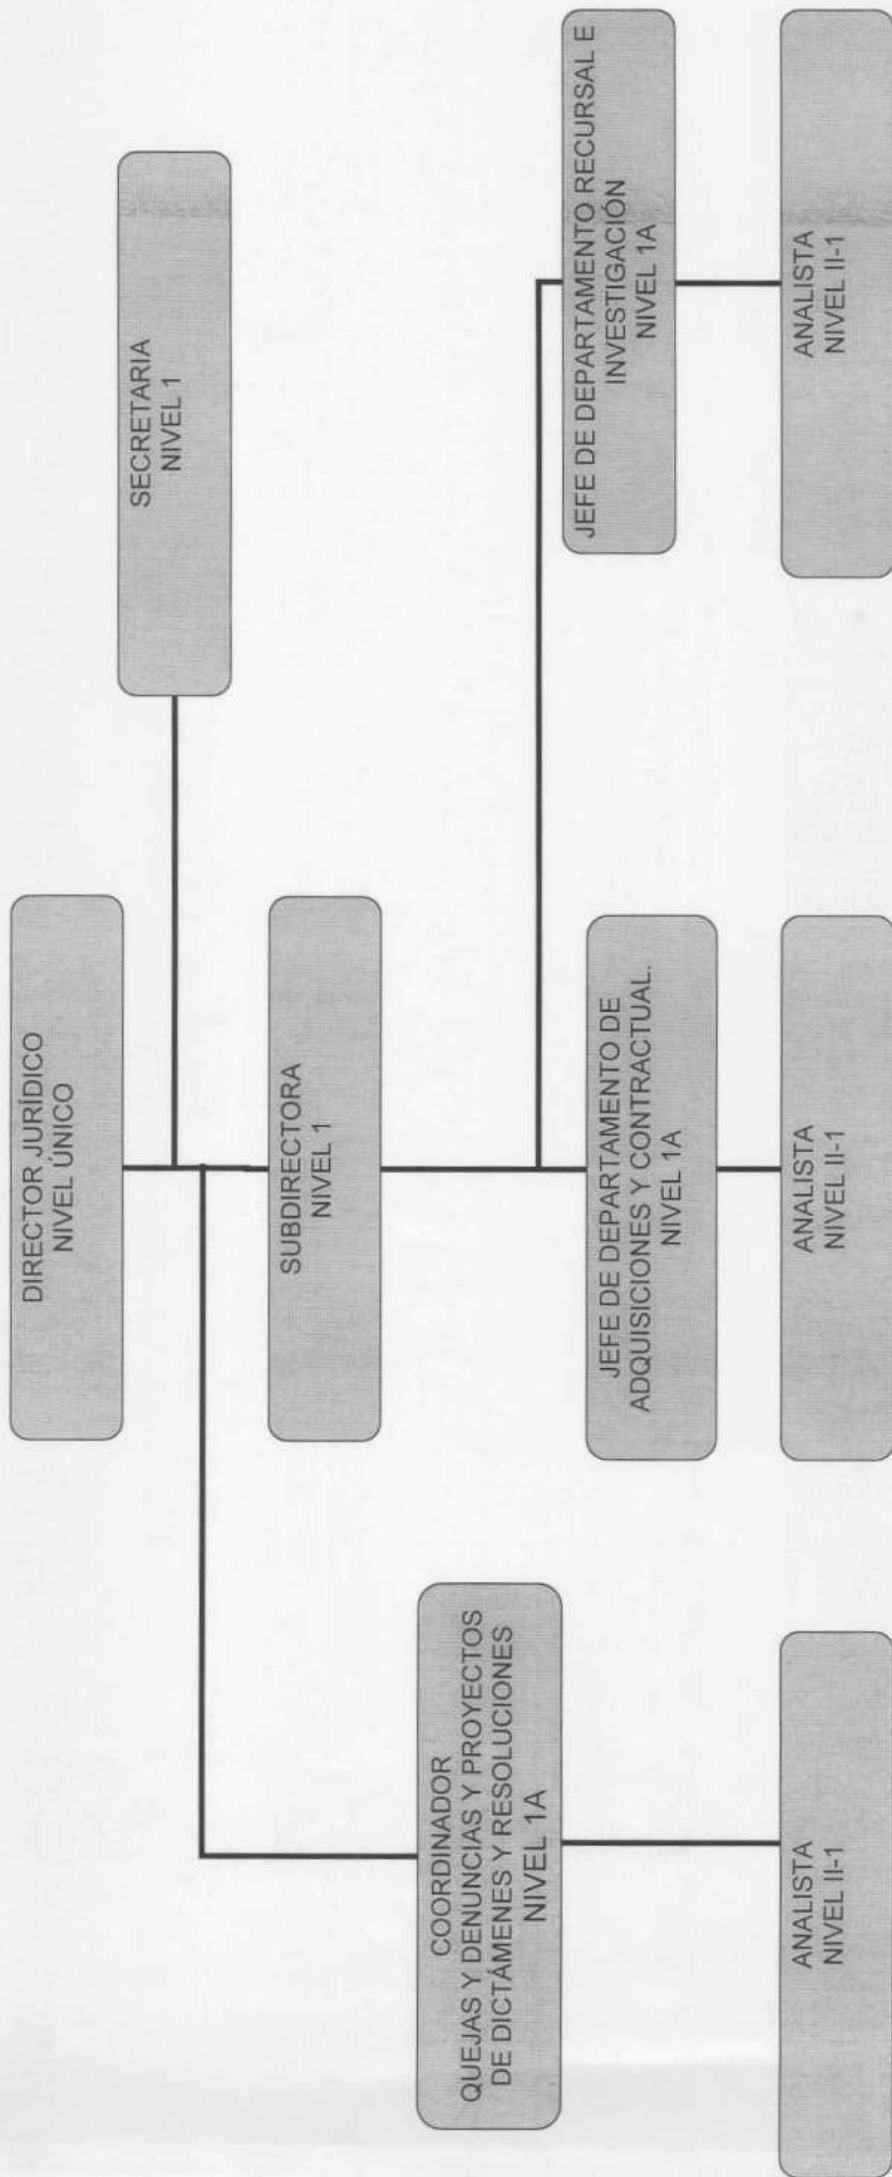 DIRECTOR JURÍDICO
NIVEL ÚNICO
SECRETARIA
NIVEL 1
SUBDIRECTORA
NIVEL 1
COORDINADOR
QUEJAS Y DENUNCIAS Y PROYECTOS
DE DICTÁMENES Y RESOLUCIONES
NIVEL 1A
JEFE DE DEPARTAMENTO DE
ADQUISICIONES Y CONTRACTUAL.
NIVEL 1A
JEFE DE DEPARTAMENTO RECURSAL E
INVESTIGACIÓN
NIVEL 1A
ANALISTA
NIVEL II-1
ANALISTA
NIVEL II-1
ANALISTA
NIVEL II-1